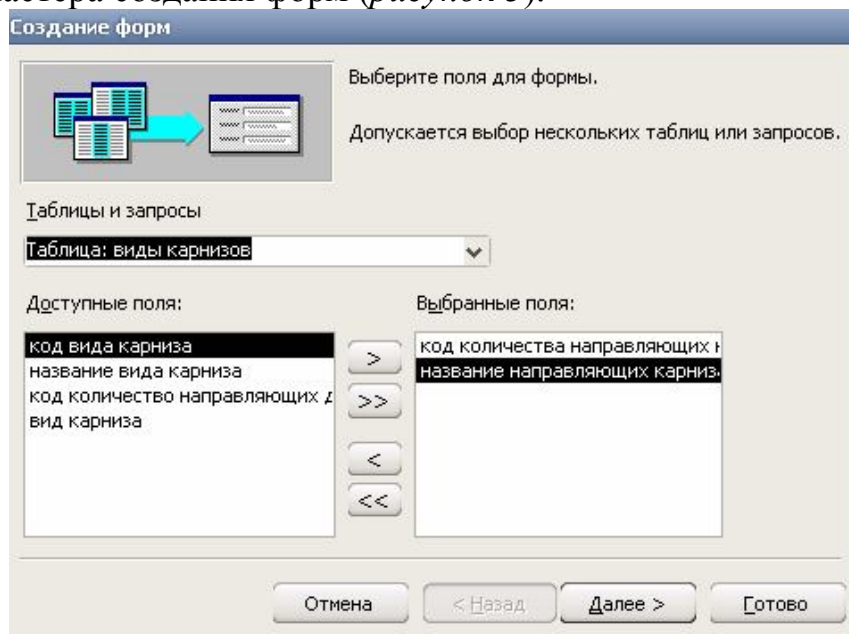 Создание форм
Выберите поля для формы.
Допускается выбор нескольких таблиц или запросов.
Таблицы и запросы
Таблица: виды карнизов
Доступные поля:
Выбранные поля:
код вида карниза
название вида карниза
код количество направляющих д
вид карниза
>
>>
<
<<
код количества направляющих
название направляющих карниз
Отмена
< Назад
Далее >
Готово